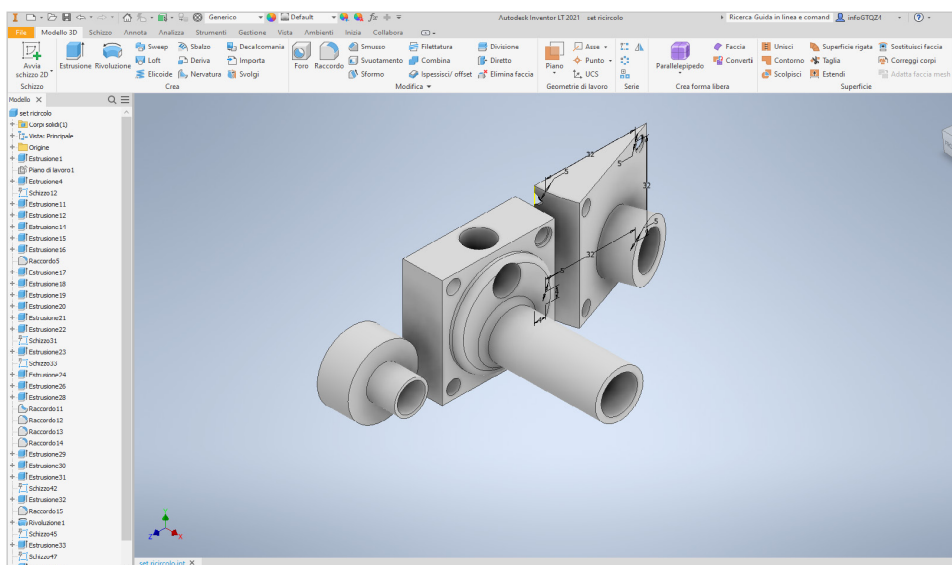 Generico Default fx Autodesk Inventor LT 2021 set ricircolo Ricerca Guida in linea e comand infoGTQZ4
File Modello 3D Schizzo Annota Analizza Strumenti Gestione Vista Ambienti Inizia Collabora
Avvia schizzo 2D
Schizzo
Estrusione Rivoluzione
Sweep Sbalzo Decalcomania
Loft Deriva Importa
Elicoide Nervatura Svolgi
Crea
Foro Raccordo
Smusso Filettatura Divisione
Svuotamento Combina Diretto
Sformo Ispessisci/ offset Elimina faccia
Modifica
Piano
Asse
Punto
UCS
Geometrie di lavoro
Serie
Parallelepipedo
Faccia
Converti
Crea forma libera
Unisci Superficie rigata Sostituisci faccia
Contorno Taglia Correggi corpi
Scolpisci Estendi Adatta faccia mesh
Superficie
Modello
set ricircolo
Corpi solidi(1)
Vista: Principale
Origine
Estrusione1
Piano di lavoro1
Estrusione4
Schizzo12
Estrusione11
Estrusione12
Estrusione14
Estrusione15
Estrusione16
Raccordo5
Estrusione17
Estrusione18
Estrusione19
Estrusione20
Estrusione21
Estrusione22
Schizzo31
Estrusione23
Schizzo33
Estrusione24
Estrusione26
Estrusione28
Raccordo11
Raccordo12
Raccordo13
Raccordo14
Estrusione29
Estrusione30
Estrusione31
Schizzo42
Estrusione32
Raccordo15
Rivoluzione1
Schizzo45
Estrusione33
Schizzo47
32
5
5
32
5
32
5
Z
X
set ricircolo.ipt